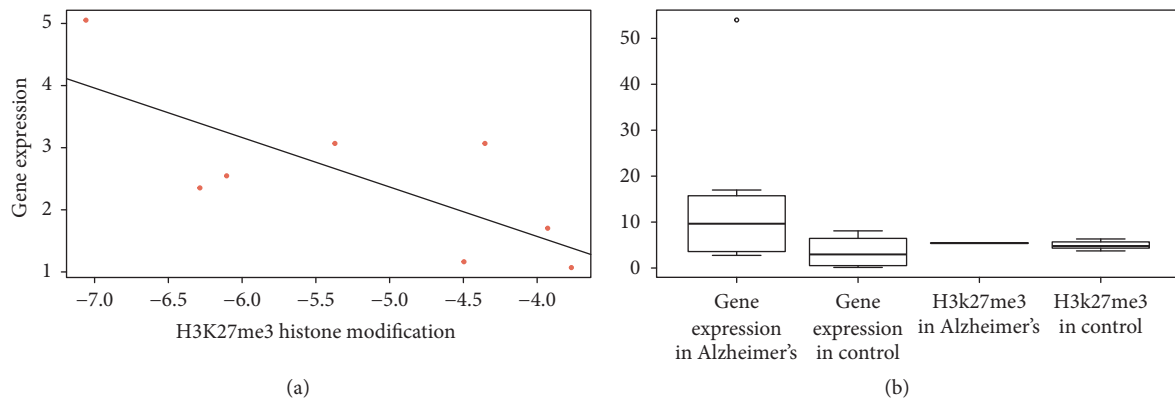 5
4
3
2
1
Gene expression
−7.0 −6.5 −6.0 −5.5 −5.0 −4.5 −4.0
H3K27me3 histone modification
(a)
50
40
30
20
10
0
Gene
expression
in Alzheimer's
Gene
expression
in control
H3k27me3
in Alzheimer's
H3k27me3
in control
(b)